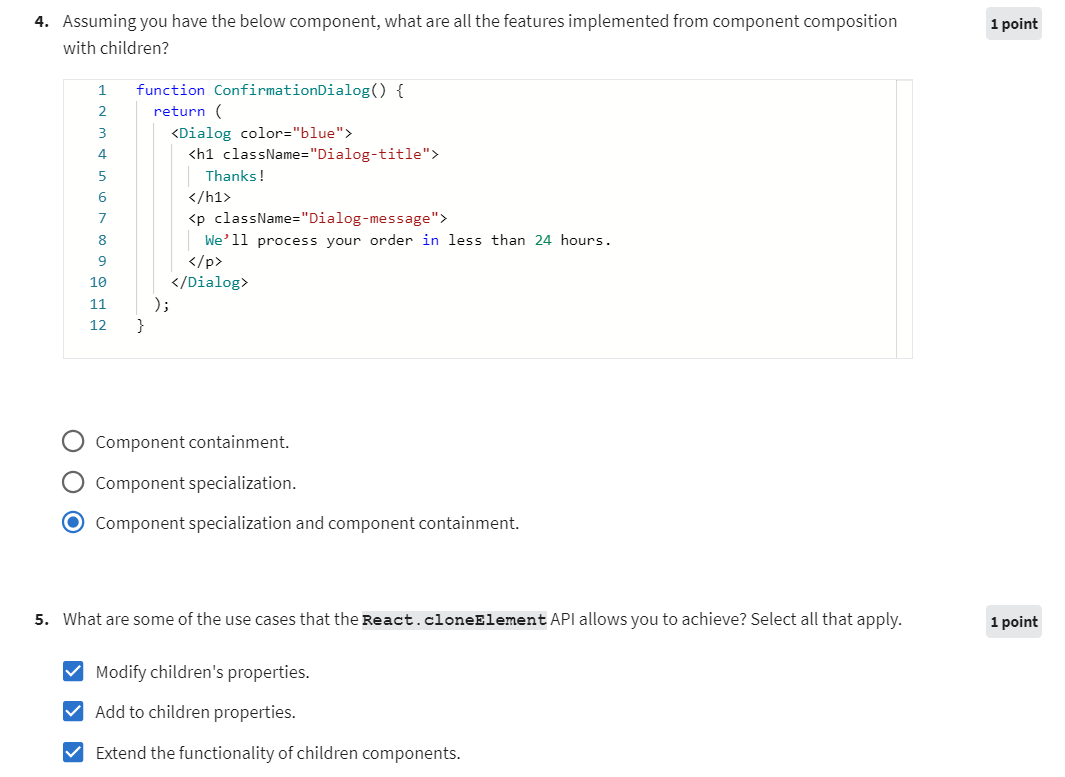 4. Assuming you have the below component, what are all the features implemented from component composition
with children?
1 point
1 function ConfirmationDialog() {
2 return (
3 <Dialog color="blue">
4 <h1 className="Dialog-title">
5 Thanks!
6 </h1>
7 <p className="Dialog-message">
8 We’ll process your order in less than 24 hours.
9 </p>
10 </Dialog>
11 );
12 }
Component containment.
Component specialization.
Component specialization and component containment.
5. What are some of the use cases that the React.cloneElement API allows you to achieve? Select all that apply.
1 point
Modify children's properties.
Add to children properties.
Extend the functionality of children components.